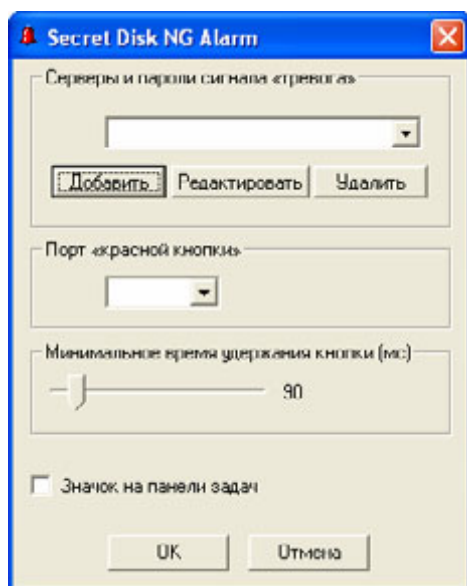 Secret Disk NG Alarm
Серверы и пароли сигнала «тревога»
Добавить Редактировать Удалить
Порт «красной кнопки»
Минимальное время удержания кнопки (мс)
90
Значок на панели задач
OK Отмена